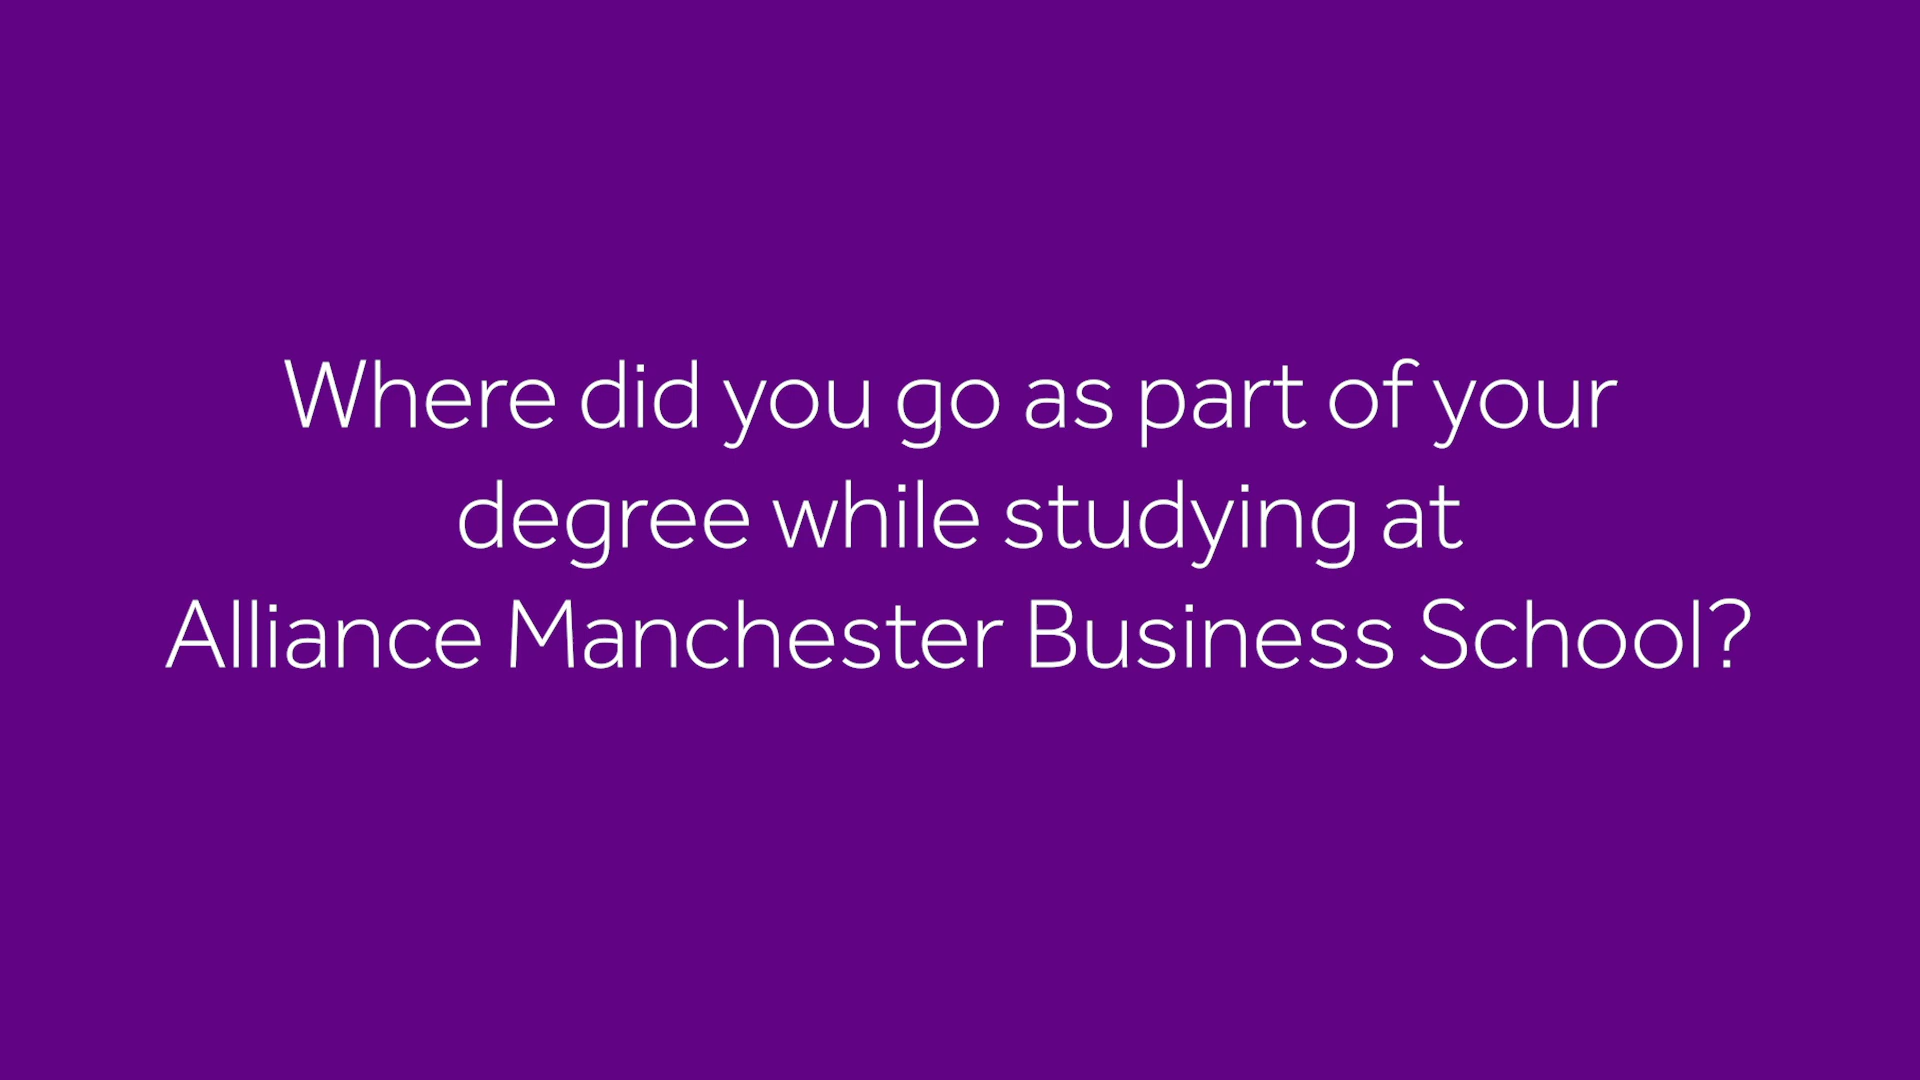 Where did you go as part of your
degree while studying at
Alliance Manchester Business School?